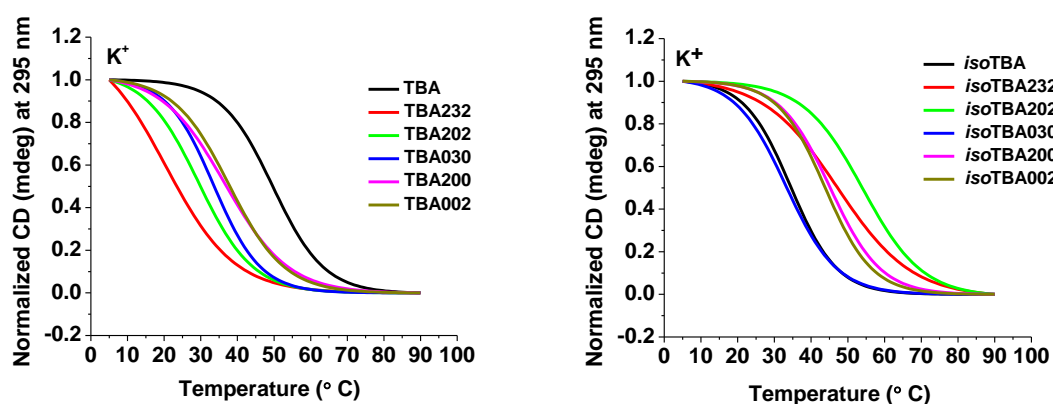 Normalized CD (mdeg) at 295 nm
1.2
1.0
0.8
0.6
0.4
0.2
0.0
-0.2
K+
TBA
TBA232
TBA202
TBA030
TBA200
TBA002
0 10 20 30 40 50 60 70 80 90 100
Temperature (° C)
Normalized CD (mdeg) at 295 nm
1.2
1.0
0.8
0.6
0.4
0.2
0.0
-0.2
K+
isoTBA
isoTBA232
isoTBA202
isoTBA030
isoTBA200
isoTBA002
0 10 20 30 40 50 60 70 80 90 100
Temperature (° C)